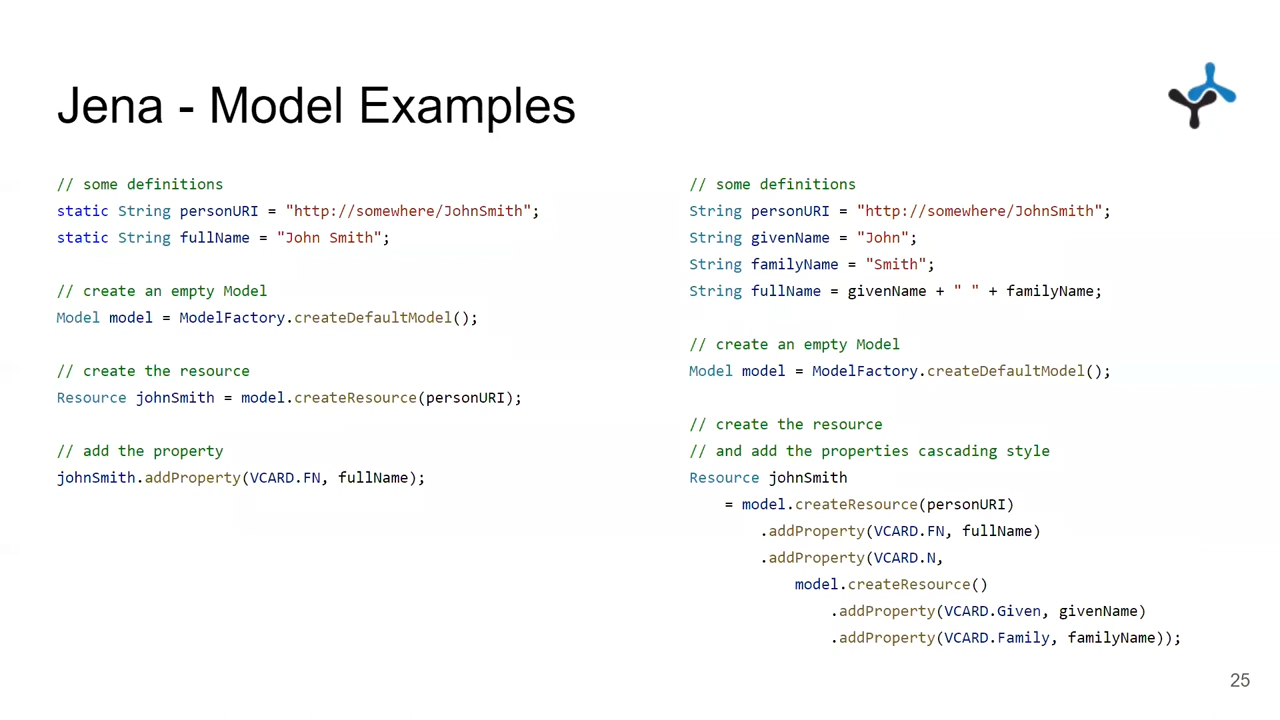 Jena - Model Examples
// some definitions
static String personURI = "http://somewhere/JohnSmith";
static String fullName = "John Smith";
// create an empty Model
Model model = ModelFactory.createDefaultModel();
// create the resource
Resource johnSmith = model.createResource(personURI);
// add the property
johnSmith.addProperty(VCARD.FN, fullName);
// some definitions
String personURI = "http://somewhere/JohnSmith";
String givenName = "John";
String familyName = "Smith";
String fullName = givenName + " " + familyName;
// create an empty Model
Model model = ModelFactory.createDefaultModel();
// create the resource
// and add the properties cascading style
Resource johnSmith
= model.createResource(personURI)
.addProperty(VCARD.FN, fullName)
.addProperty(VCARD.N,
model.createResource()
.addProperty(VCARD.Given, givenName)
.addProperty(VCARD.Family, familyName));
25